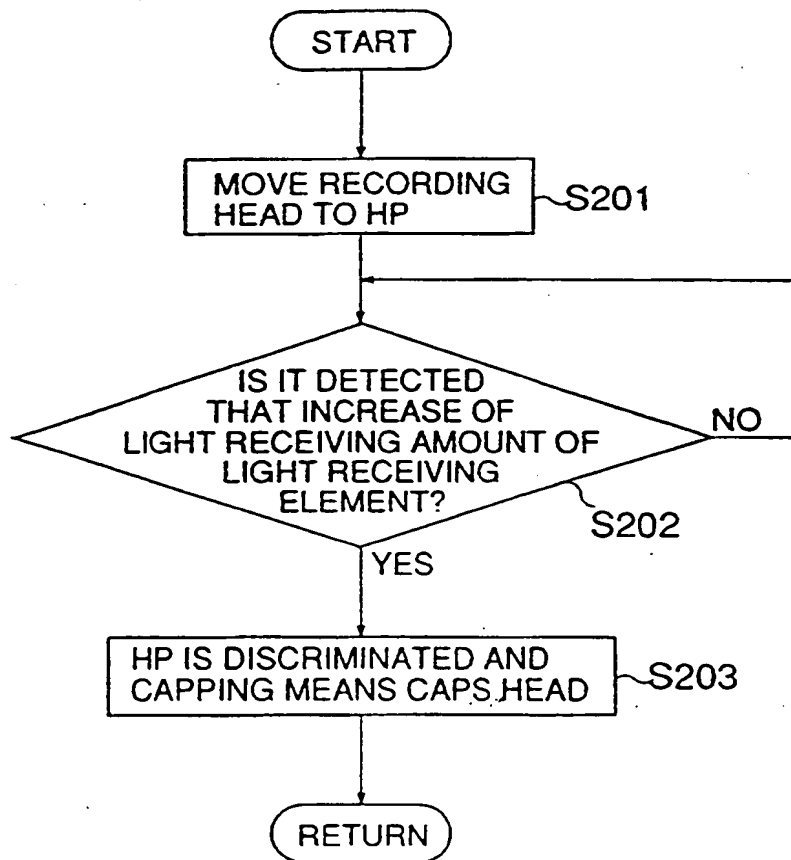 START
MOVE RECORDING
HEAD TO HP
S201
IS IT DETECTED
THAT INCREASE OF
LIGHT RECEIVING AMOUNT OF
LIGHT RECEIVING
ELEMENT?
NO
S202
YES
HP IS DISCRIMINATED AND
CAPPING MEANS CAPS HEAD
S203
RETURN